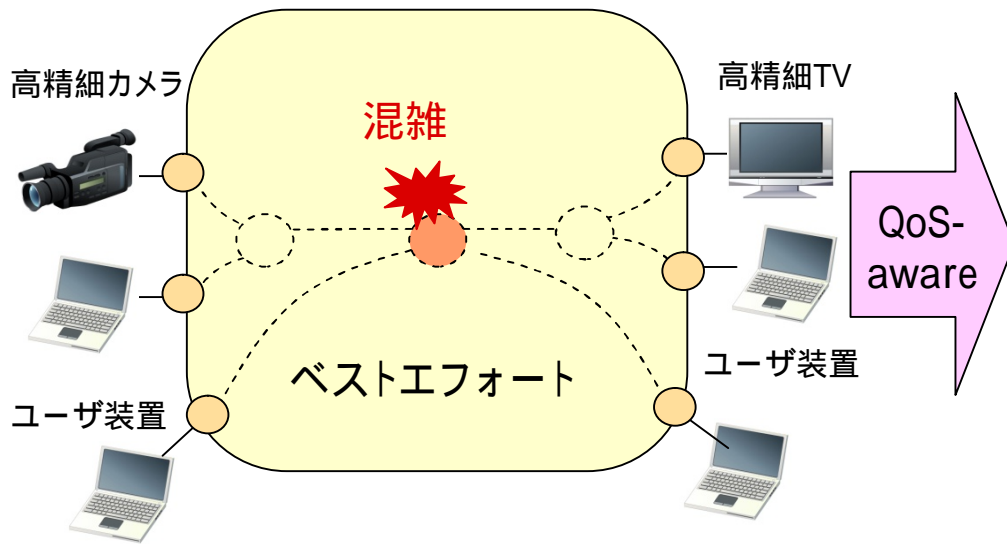 高精細カメラ
高精細TV
混雑
QoS-
aware
ベストエフォート
ユーザ装置
ユーザ装置